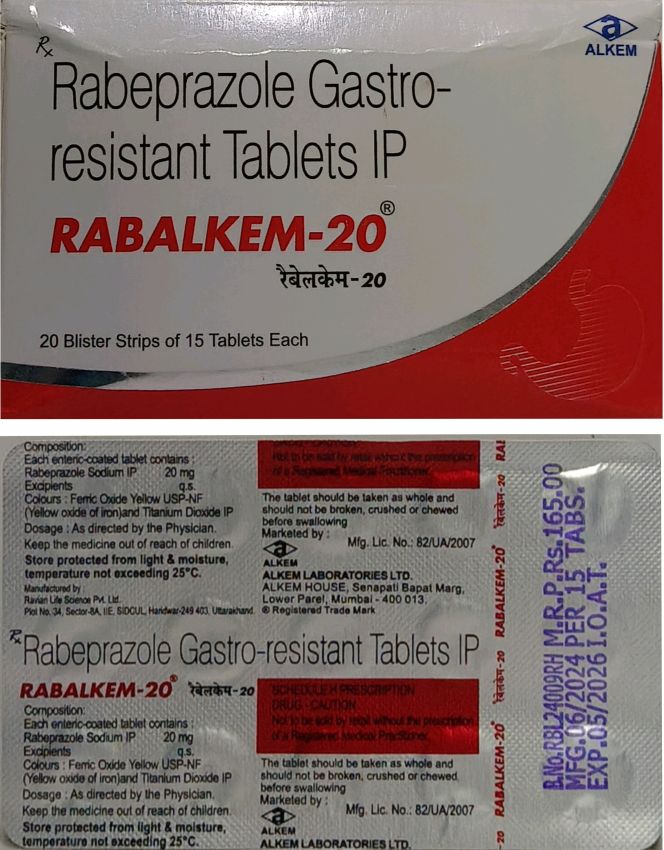 Rx
Rabeprazole Gastro-
resistant Tablets IP
RABALKEM-20®
रैबेलकेम-20
20 Blister Strips of 15 Tablets Each
a
ALKEM
Composition:
Each enteric-coated tablet contains :
Rabeprazole Sodium IP 20 mg
Excipients q.s.
Colours : Ferric Oxide Yellow USP-NF
(Yellow oxide of iron)and Titanium Dioxide IP
Dosage : As directed by the Physician.
Keep the medicine out of reach of children.
Store protected from light & moisture,
temperature not exceeding 25°C.
Manufactured by :
Ravian Life Science Pvt. Ltd.
Plot No. 34, Sector-8A, IIE, SIDCUL, Haridwar-249 403. Uttarakhand.
Not to be sold by retail without the prescription
of a Registered Medical Practitioner.
The tablet should be taken as whole and
should not be broken, crushed or chewed
before swallowing
Marketed by :
Mfg. Lic. No.: 82/UA/2007
a
ALKEM
ALKEM LABORATORIES LTD.
ALKEM HOUSE, Senapati Bapat Marg,
Lower Parel, Mumbai - 400 013.
® Registered Trade Mark
Rx
Rabeprazole Gastro-resistant Tablets IP
RABALKEM-20® रैबेलकेम-20
Composition:
Each enteric-coated tablet contains :
Rabeprazole Sodium IP 20 mg
Excipients q.s.
Colours : Ferric Oxide Yellow USP-NF
(Yellow oxide of iron)and Titanium Dioxide IP
Dosage : As directed by the Physician.
Keep the medicine out of reach of children.
Store protected from light & moisture,
temperature not exceeding 25°C.
SCHEDULE H PRESCRIPTION
DRUG - CAUTION
Not to be sold by retail without the prescription
of a Registered Medical Practitioner.
The tablet should be taken as whole and
should not be broken, crushed or chewed
before swallowing
Marketed by :
Mfg. Lic. No.: 82/UA/2007
a
ALKEM
ALKEM LABORATORIES LTD.
-20 RABALKEM-20® रैबेलकेम-20 RABALKEM-20® रैबेलकेम-20 RAB
B.No:RBL24009RH M.R.P.Rs.165.00
MFG.06/2024 PER 15 TABS.
EXP.05/2026 I.O.A.T.